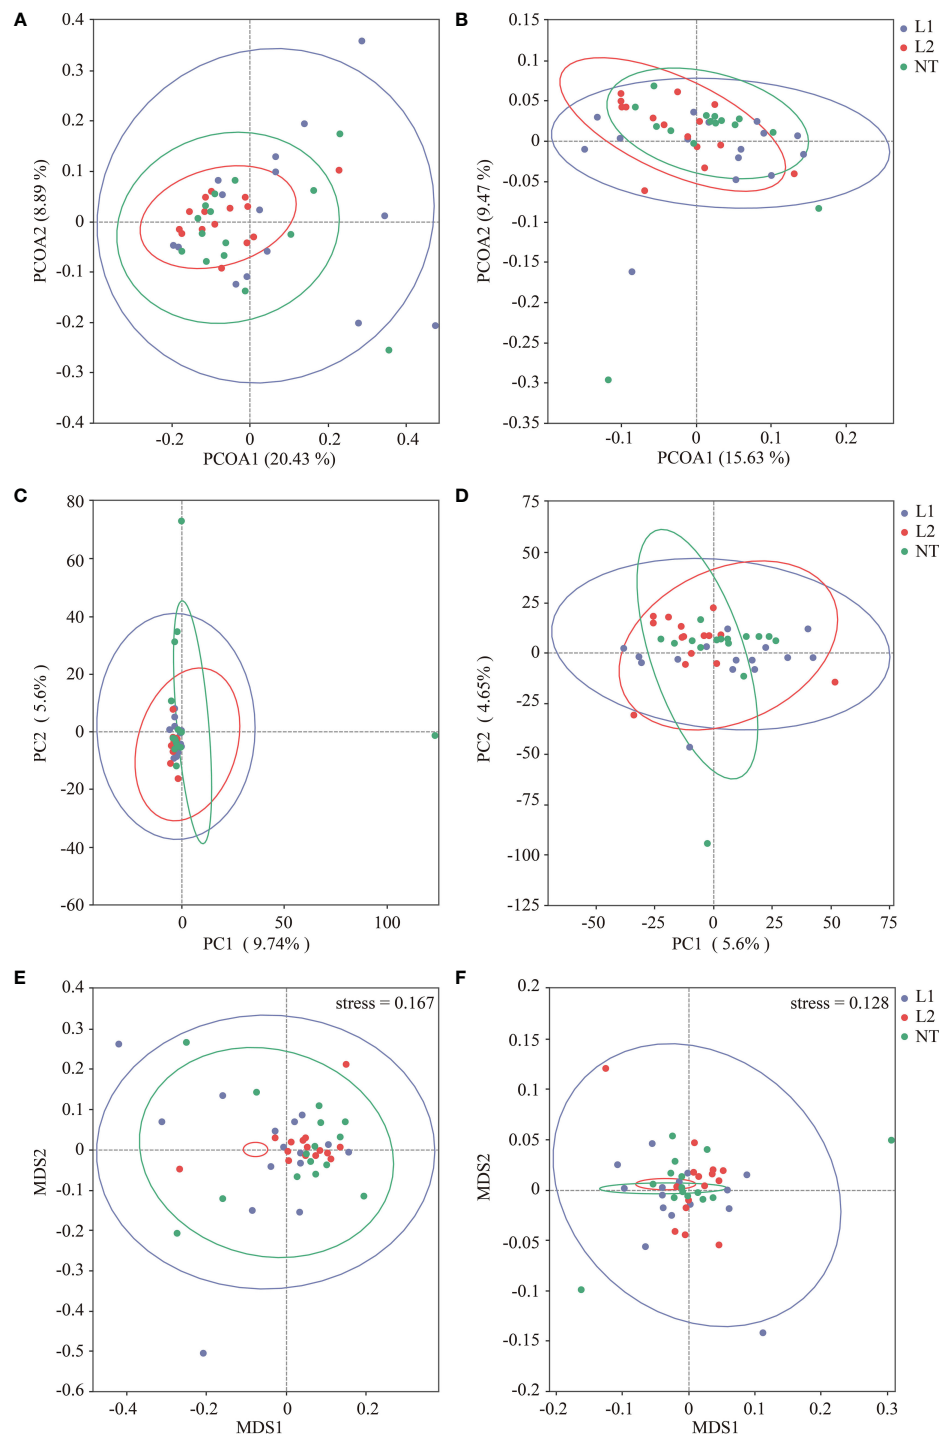 A
0.4
0.3
0.2
0.1
0
-0.1
-0.2
-0.3
-0.4
PCOA2 (8.89 %)
-0.2
0
0.2
0.4
PCOA1 (20.43 %)
B
0.15
0.1
0.05
0
-0.05
-0.1
-0.15
-0.2
-0.25
-0.3
-0.35
PCOA2 (9.47 %)
-0.1
0
0.1
0.2
PCOA1 (15.63 %)
L1
L2
NT
C
80
60
40
20
0
-20
-40
-60
PC2 ( 5.6% )
0
50
100
PC1 ( 9.74% )
D
75
50
25
0
-25
-50
-75
-100
-125
PC2 ( 4.65% )
-50
-25
0
25
50
75
PC1 ( 5.6% )
L1
L2
NT
E
0.4
0.3
0.2
0.1
0
-0.1
-0.2
-0.3
-0.4
-0.5
-0.6
MDS2
stress = 0.167
-0.4
-0.2
0
0.2
MDS1
F
0.2
0.15
0.1
0.05
0
-0.05
-0.1
-0.15
-0.2
MDS2
stress = 0.128
-0.2
-0.1
0
0.1
0.2
0.3
MDS1
L1
L2
NT